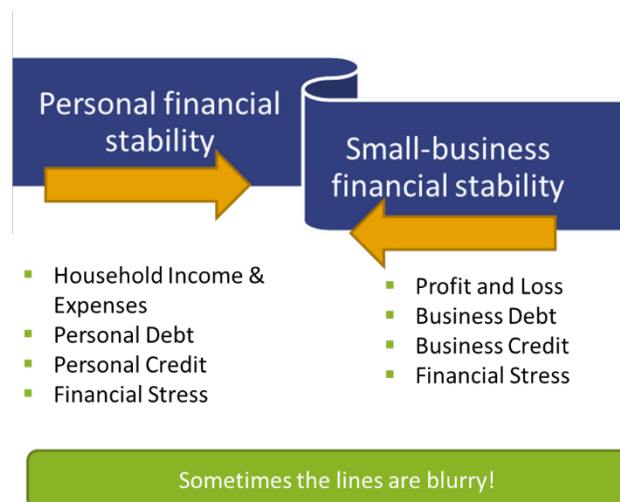 Personal financial
stability
Small-business
financial stability
Household Income &
Expenses
Personal Debt
Personal Credit
Financial Stress
Profit and Loss
Business Debt
Business Credit
Financial Stress
Sometimes the lines are blurry!